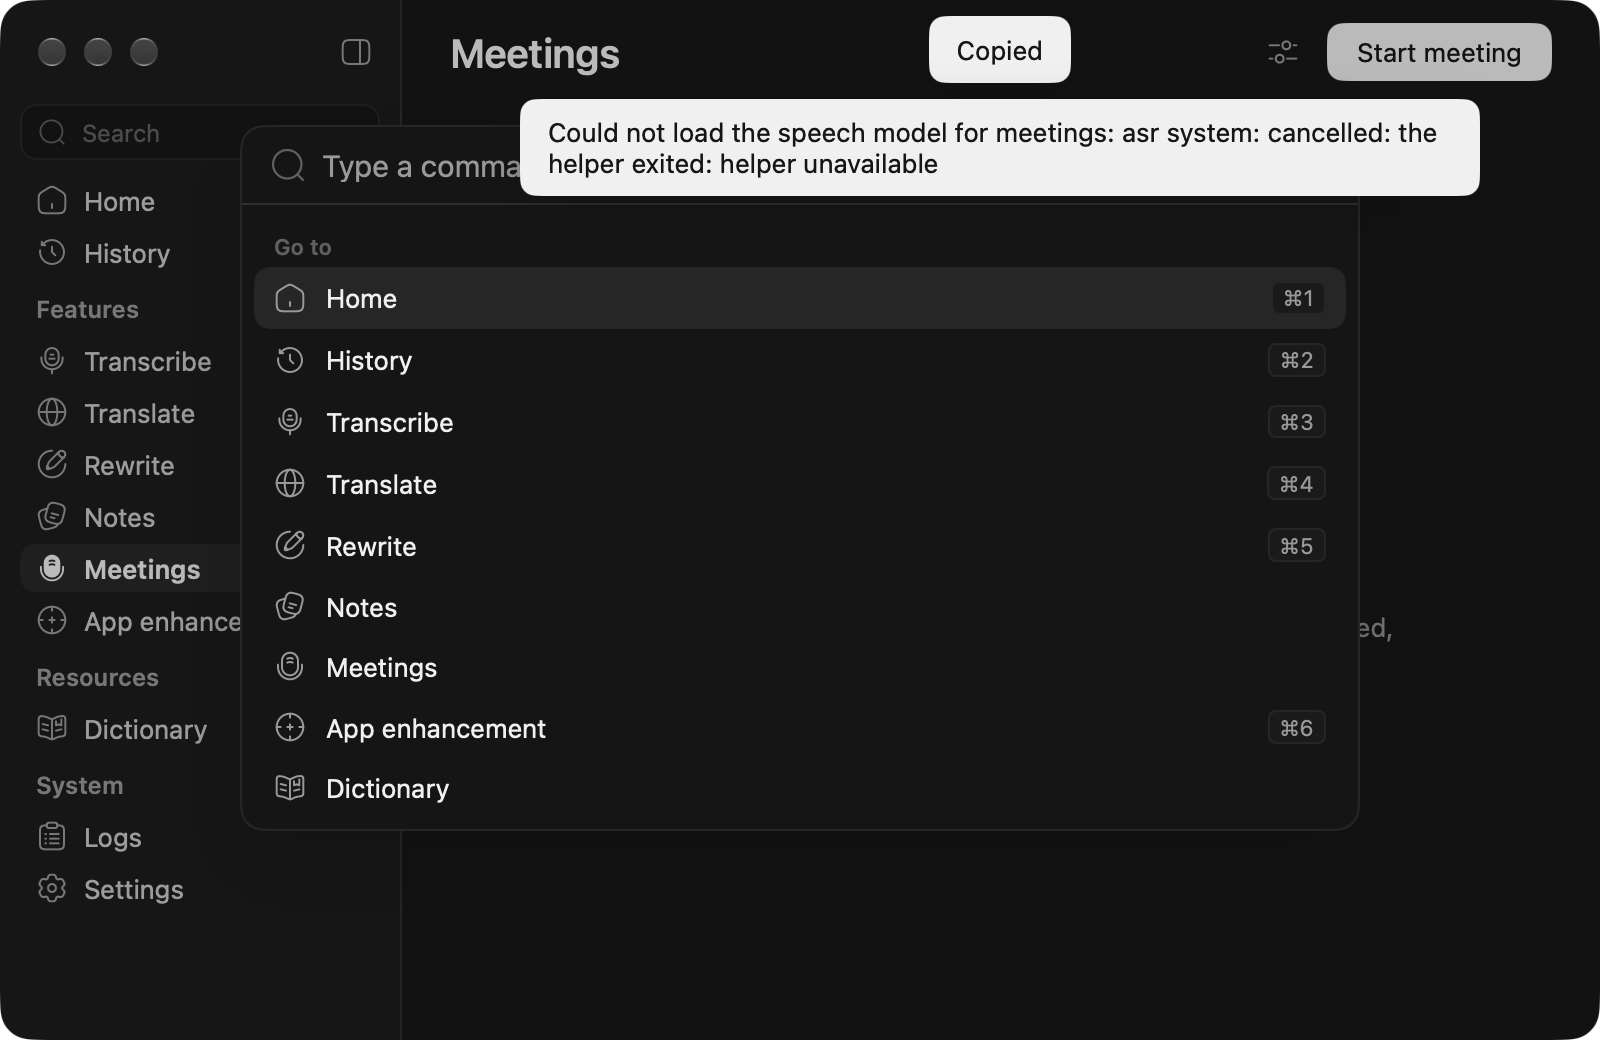 Meetings
Copied
Start meeting
Search
Could not load the speech model for meetings: asr system: cancelled: the
helper exited: helper unavailable
Type a comma
Home
History
Features
Transcribe
Translate
Rewrite
Notes
Meetings
App enhance
Resources
Dictionary
System
Logs
Settings
Go to
Home ⌘1
History ⌘2
Transcribe ⌘3
Translate ⌘4
Rewrite ⌘5
Notes
Meetings
App enhancement ⌘6
Dictionary
ed,